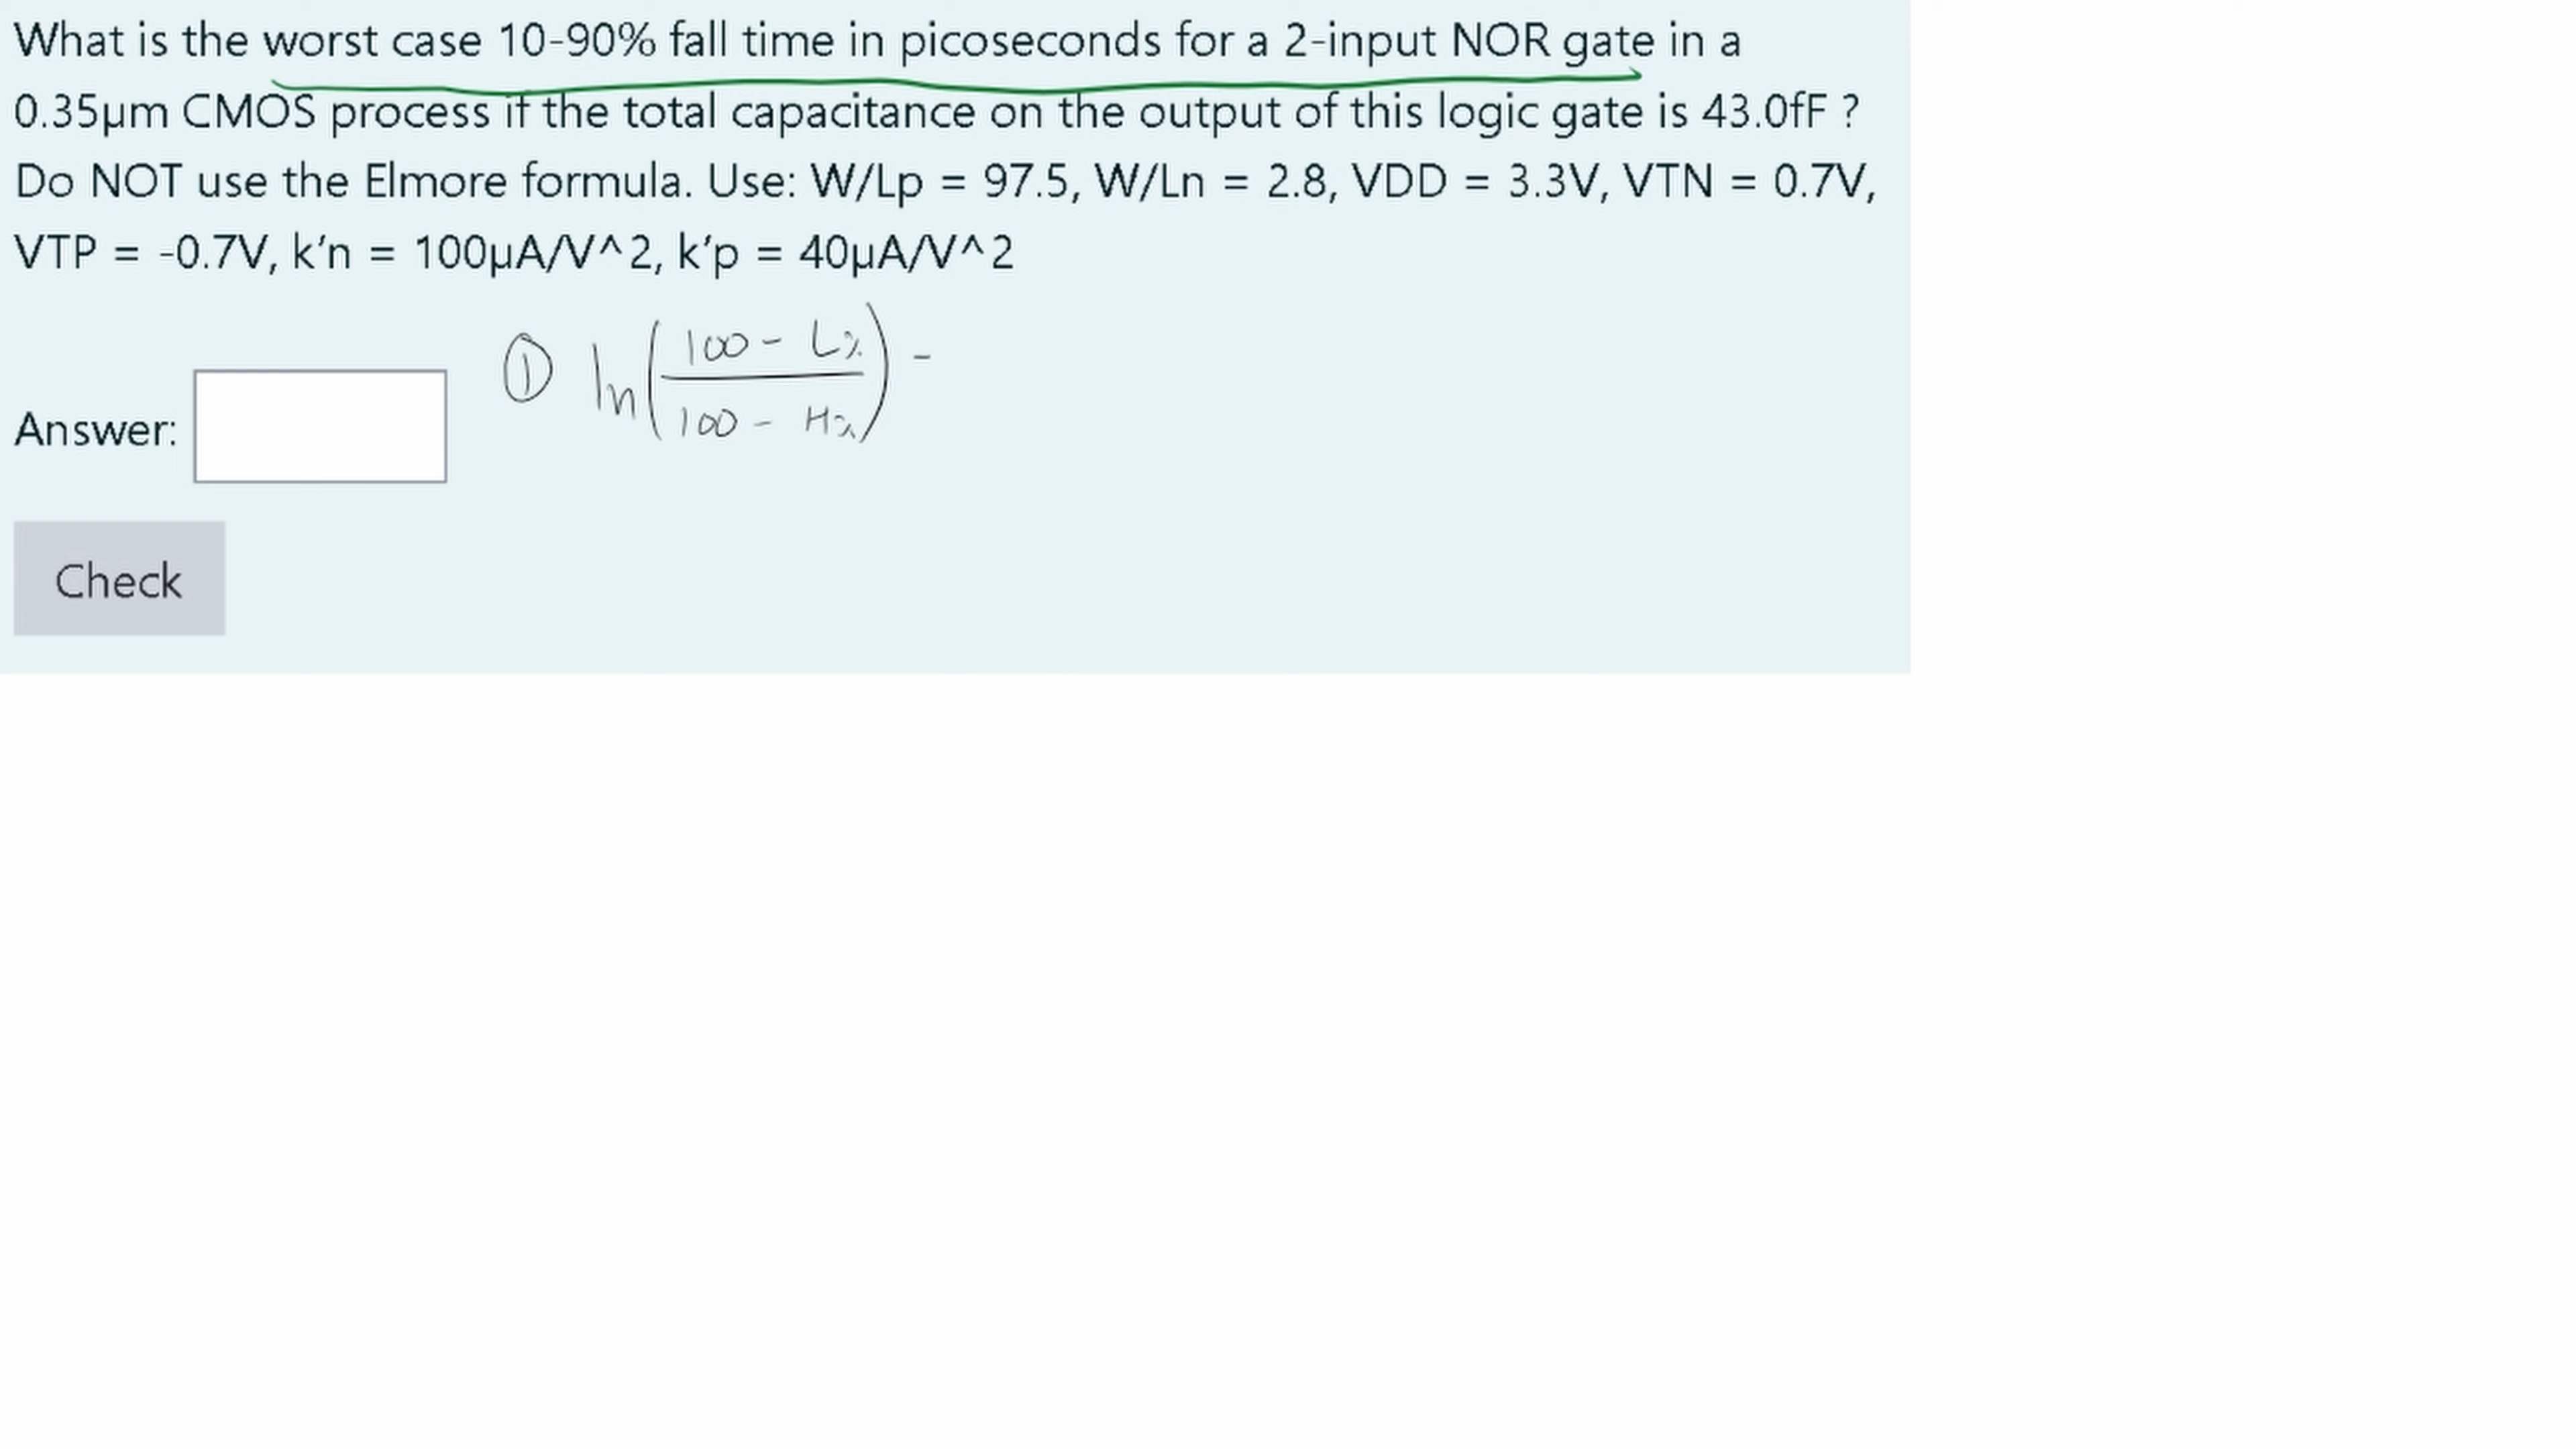 What is the worst case 10-90% fall time in picoseconds for a 2-input NOR gate in a
0.35µm CMOS process if the total capacitance on the output of this logic gate is 43.0fF ?
Do NOT use the Elmore formula. Use: W/Lp = 97.5, W/Ln = 2.8, VDD = 3.3V, VTN = 0.7V,
VTP = -0.7V, k’n = 100µA/V^2, k’p = 40µA/V^2
① ln(
100 - L%
100 - H%
) -
Answer:
Check